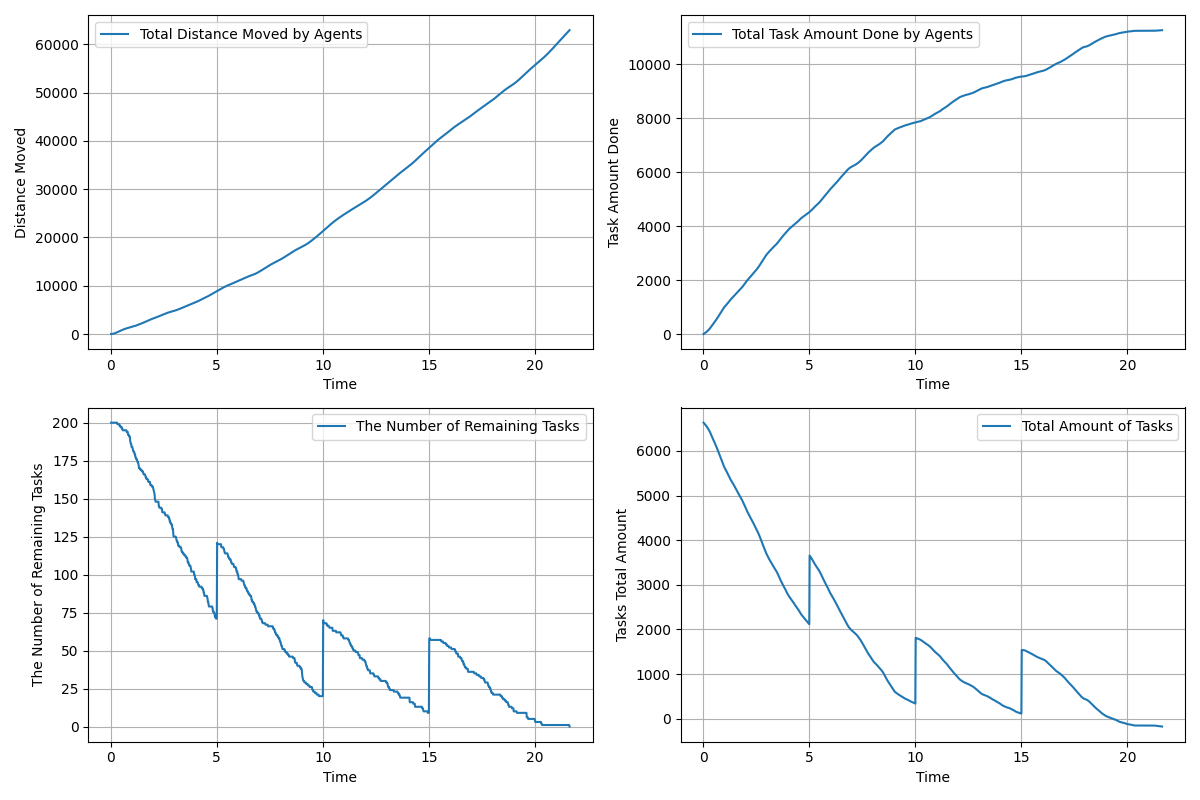 Total Distance Moved by Agents
60000
50000
40000
30000
20000
10000
0
Distance Moved
0 5 10 15 20
Time
Total Task Amount Done by Agents
10000
8000
6000
4000
2000
0
Task Amount Done
0 5 10 15 20
Time
The Number of Remaining Tasks
200
175
150
125
100
75
50
25
0
The Number of Remaining Tasks
0 5 10 15 20
Time
Total Amount of Tasks
6000
5000
4000
3000
2000
1000
0
Tasks Total Amount
0 5 10 15 20
Time